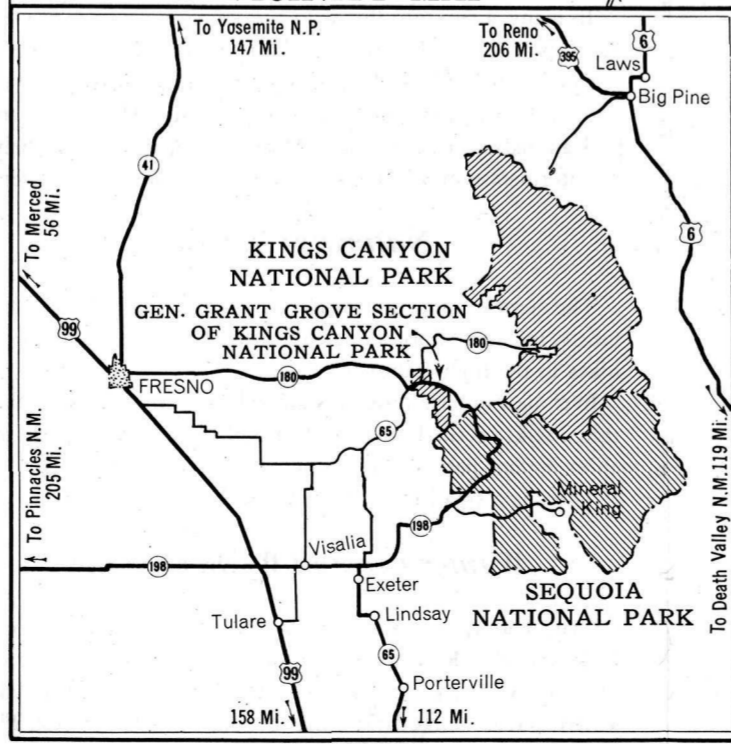 To Yosemite N.P.
147 Mi.
To Reno
206 Mi.
395
6
Laws
Big Pine
41
To Merced
56 Mi.
99
6
KINGS CANYON
NATIONAL PARK
GEN. GRANT GROVE SECTION
OF KINGS CANYON
NATIONAL PARK
180
FRESNO
180
65
To Pinnacles N.M.
205 Mi.
To Death Valley N.M. 119 Mi.
Mineral
King
198
Visalia
198
Exeter
SEQUOIA
NATIONAL PARK
Tulare
Lindsay
65
99
Porterville
158 Mi.
112 Mi.